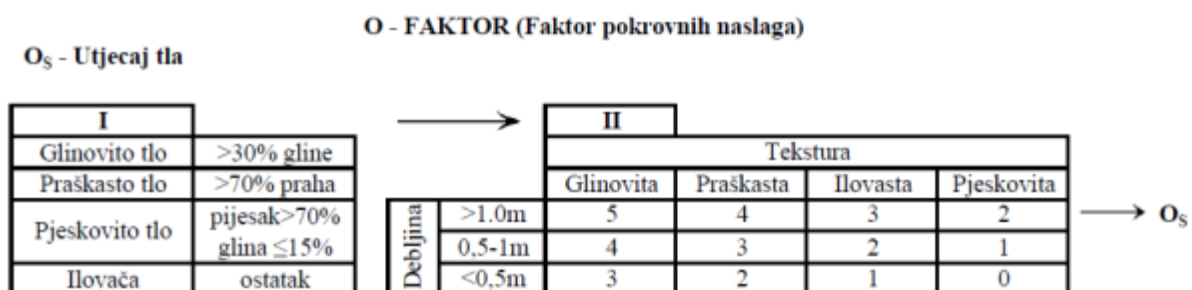 O - FAKTOR (Faktor pokrovnih naslaga)
O_S - Utjecaj tla
I
Glinovito tlo >30% gline
Praškasto tlo >70% praha
Pjeskovito tlo pijesak>70% glina ≤15%
Ilovača ostatak
II
Tekstura
Glinovita Praškasta Ilovasta Pjeskovita
Debljina
>1.0m 5 4 3 2
0,5-1m 4 3 2 1
<0,5m 3 2 1 0
O_S